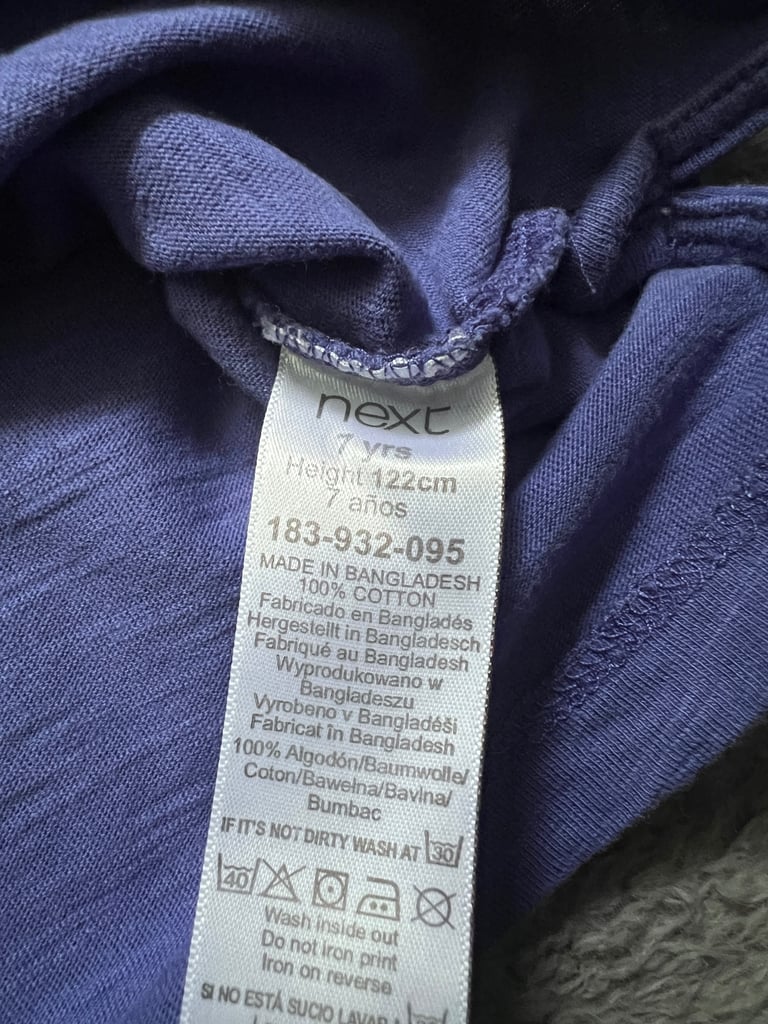 next
7 yrs
Height 122cm
7 años
183-932-095
MADE IN BANGLADESH
100% COTTON
Fabricado en Bangladés
Hergestellt in Bangladesch
Fabriqué au Bangladesh
Wyprodukowano w
Bangladeszu
Vyrobeno v Bangladéši
Fabricat în Bangladesh
100% Algodón/Baumwolle/
Coton/Bawełna/Bavlna/
Bumbac
IF IT'S NOT DIRTY WASH AT 30
40
Wash inside out
Do not iron print
Iron on reverse
SI NO ESTÁ SUCIO LAVAR A